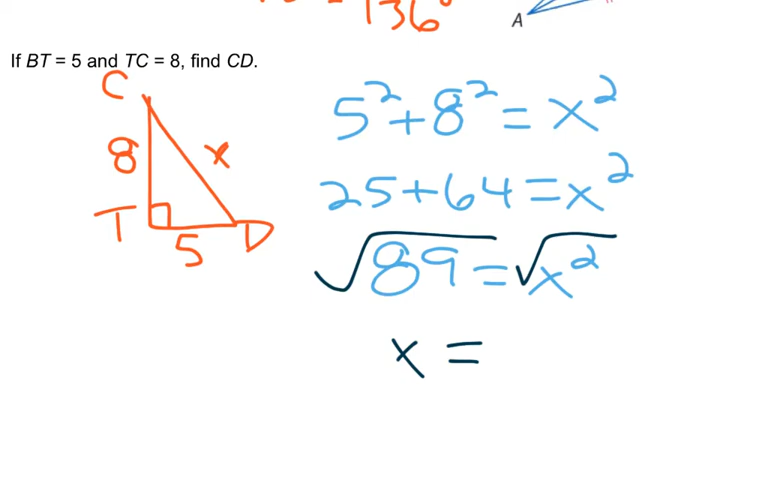 136°
A
If BT = 5 and TC = 8, find CD.
C
8
x
T
5
D
5² + 8² = x²
25 + 64 = x²
√89 = √x²
x =